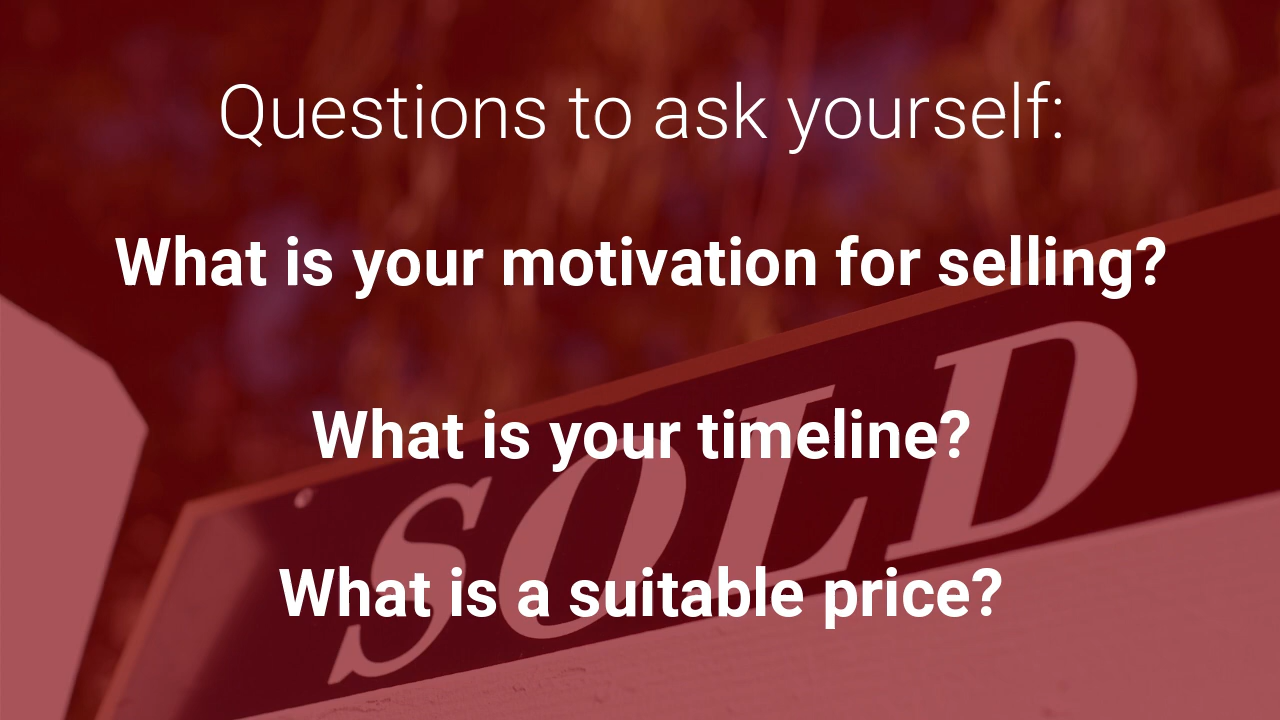 Questions to ask yourself:
What is your motivation for selling?
What is your timeline?
What is a suitable price?
SOLD